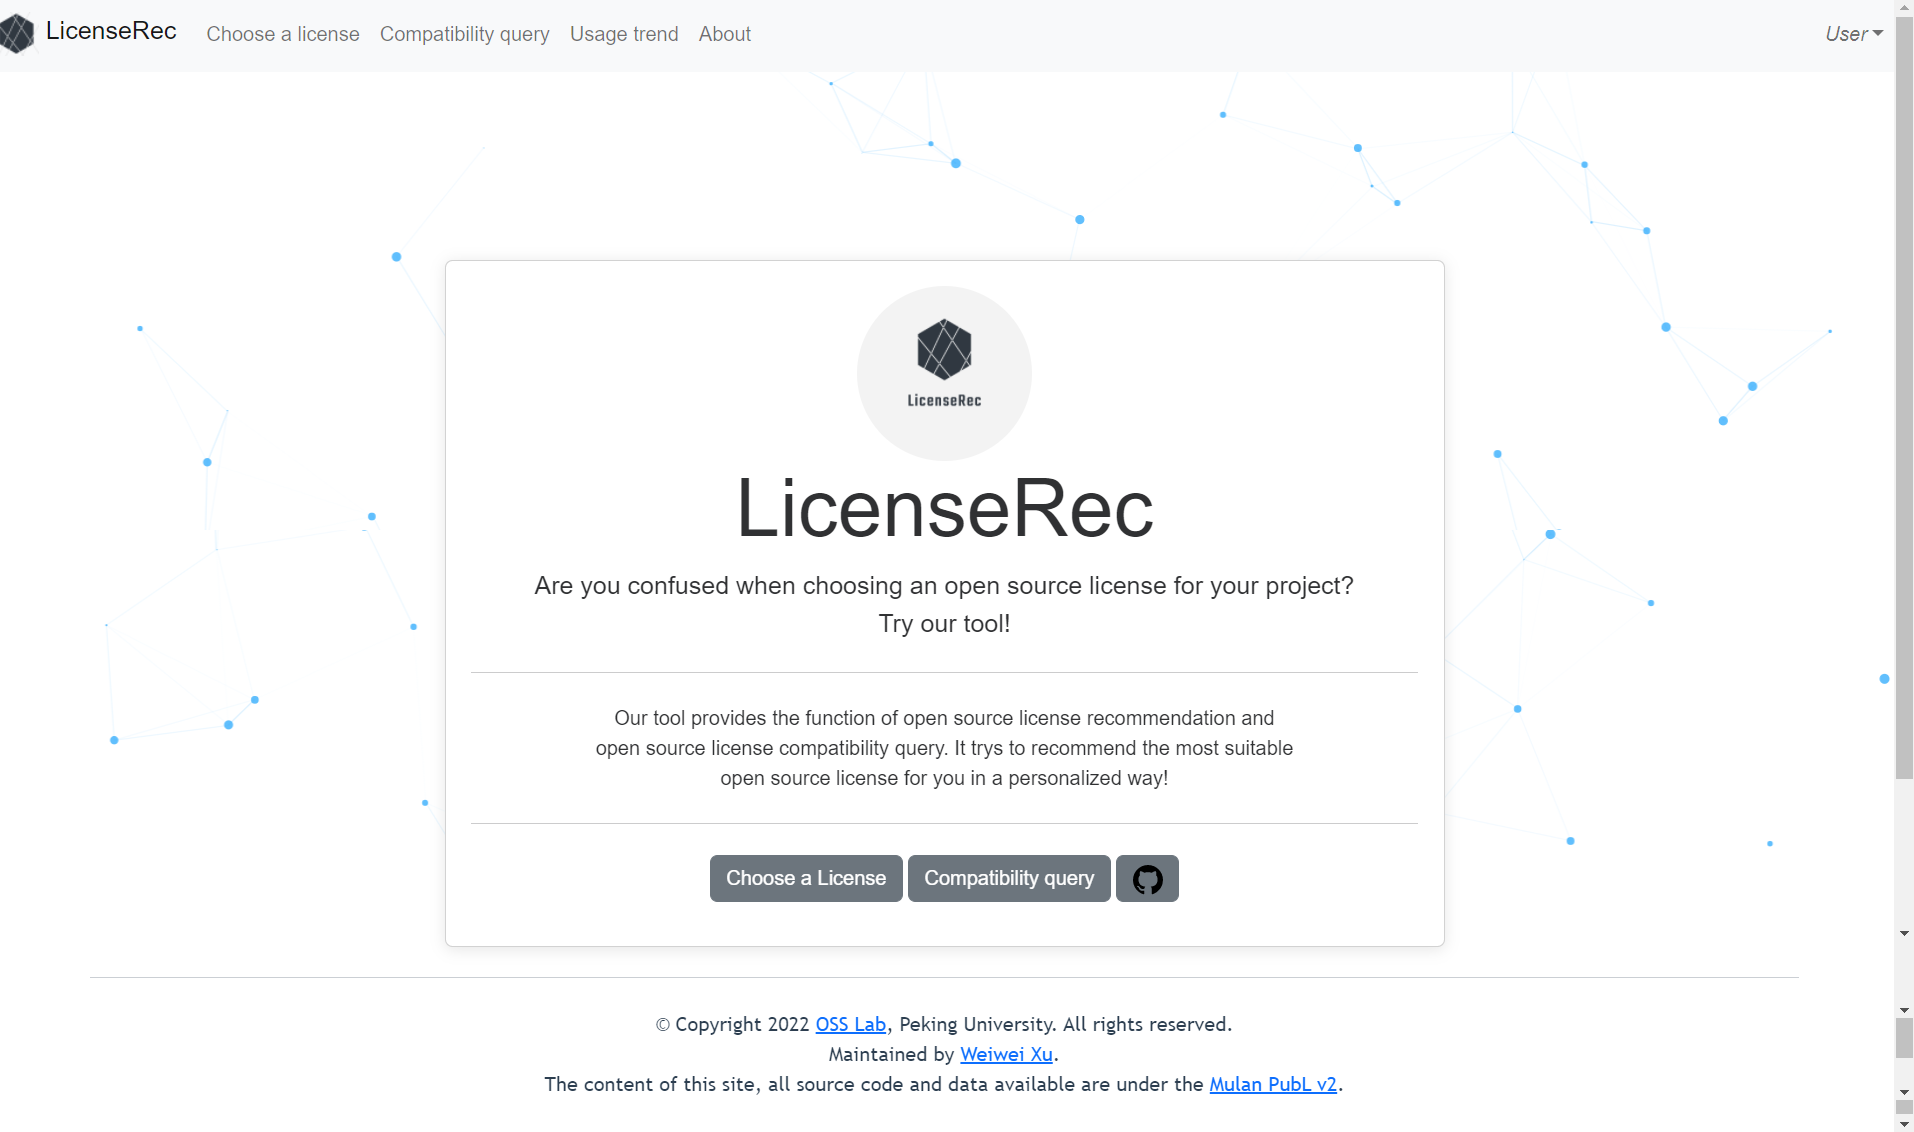 LicenseRec Choose a license Compatibility query Usage trend About User
LicenseRec
LicenseRec
Are you confused when choosing an open source license for your project?
Try our tool!
Our tool provides the function of open source license recommendation and
open source license compatibility query. It trys to recommend the most suitable
open source license for you in a personalized way!
Choose a License Compatibility query
© Copyright 2022 OSS Lab, Peking University. All rights reserved.
Maintained by Weiwei Xu.
The content of this site, all source code and data available are under the Mulan PubL v2.